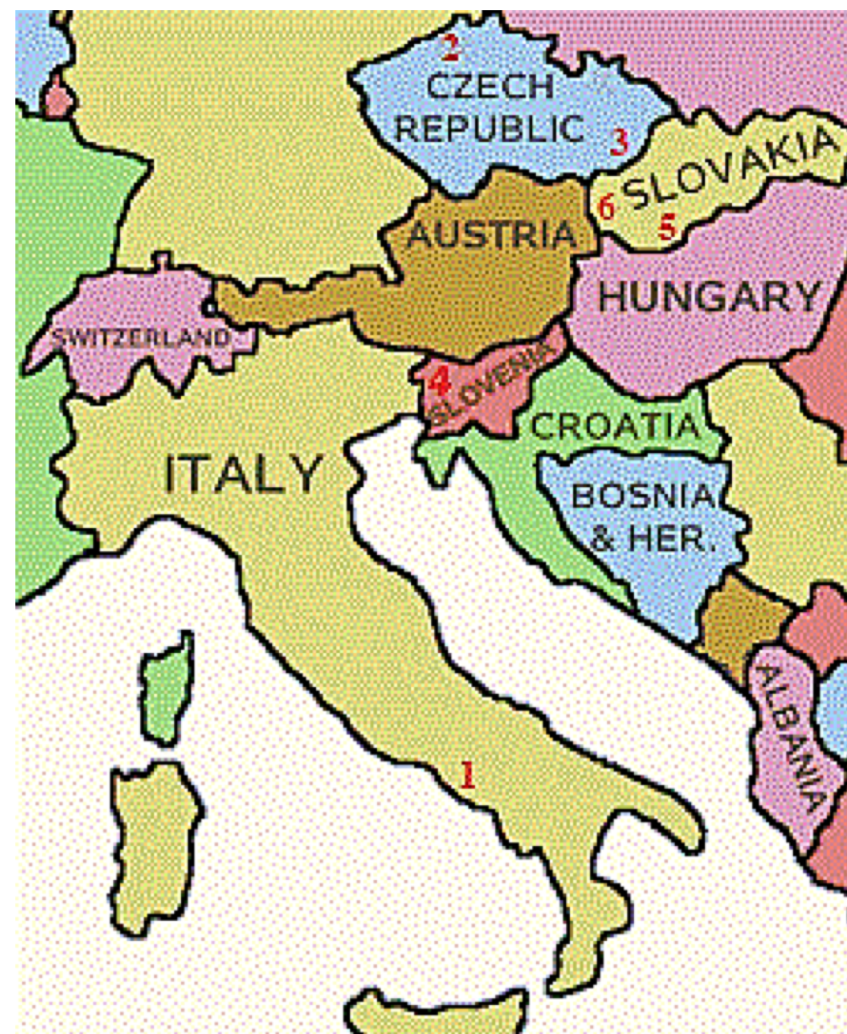 2
CZECH
REPUBLIC
3
SLOVAKIA
6
5
AUSTRIA
HUNGARY
SWITZERLAND
4
SLOVENIA
CROATIA
ITALY
BOSNIA
& HER.
ALBANIA
1